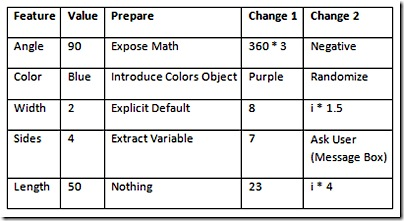 Feature Value Prepare Change 1 Change 2
Angle 90 Expose Math 360 * 3 Negative
Color Blue Introduce Colors Object Purple Randomize
Width 2 Explicit Default 8 i * 1.5
Sides 4 Extract Variable 7 Ask User
(Message Box)
Length 50 Nothing 23 i * 4